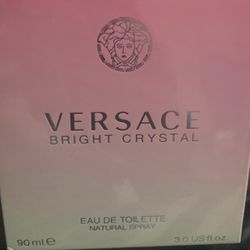 VERSACE
BRIGHT CRYSTAL
EAU DE TOILETTE
NATURAL SPRAY
90 ml e 3.0 US fl.oz.